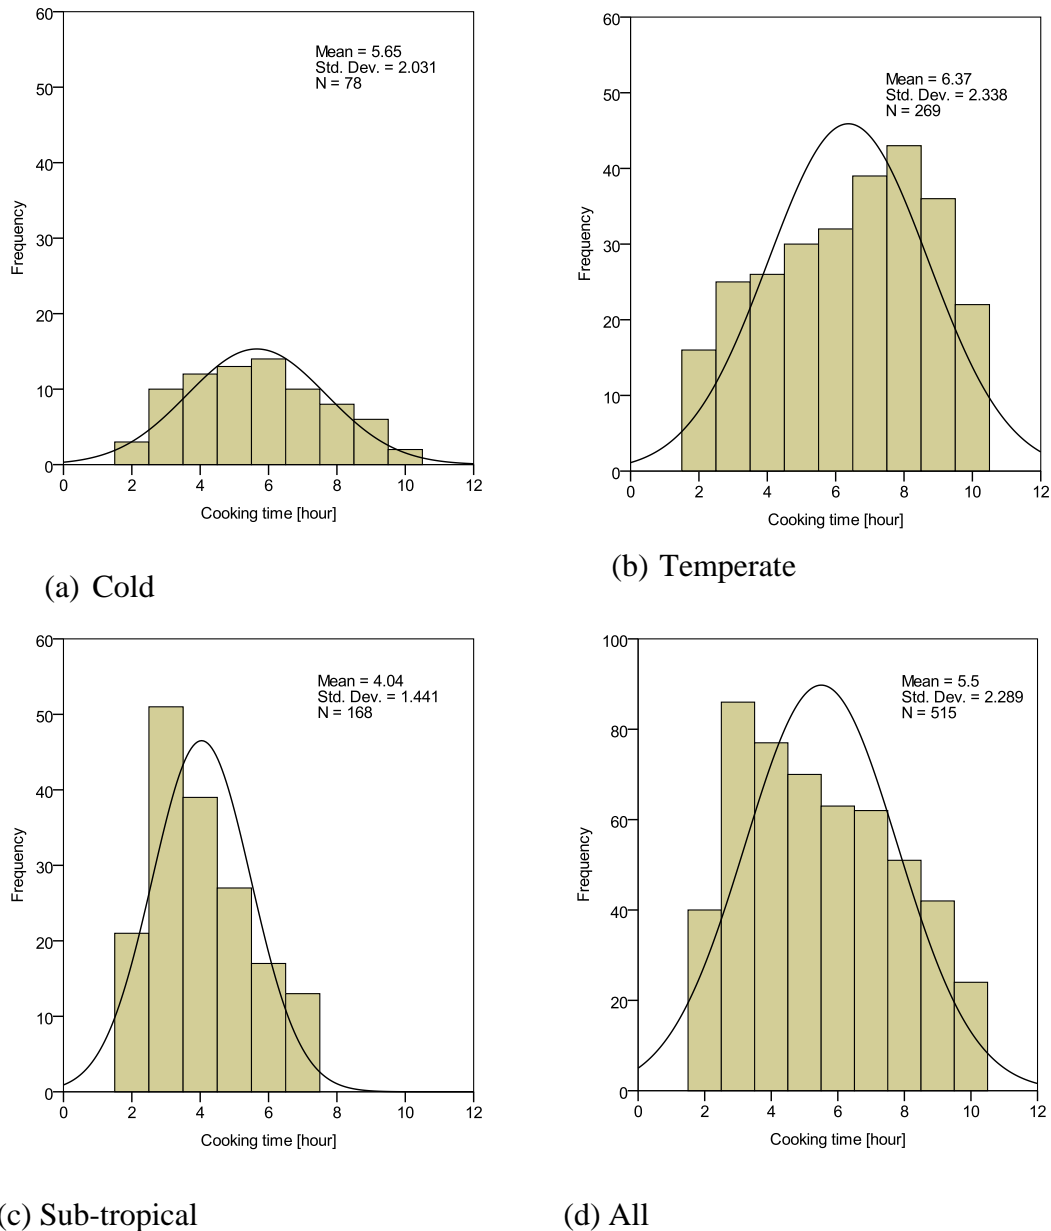 60
50
40
30
20
10
0
Frequency
Mean = 5.65
Std. Dev. = 2.031
N = 78
0 2 4 6 8 10 12
Cooking time [hour]
(a) Cold
60
50
40
30
20
10
0
Frequency
Mean = 6.37
Std. Dev. = 2.338
N = 269
0 2 4 6 8 10 12
Cooking time [hour]
(b) Temperate
60
50
40
30
20
10
0
Frequency
Mean = 4.04
Std. Dev. = 1.441
N = 168
0 2 4 6 8 10 12
Cooking time [hour]
(c) Sub-tropical
100
80
60
40
20
0
Frequency
Mean = 5.5
Std. Dev. = 2.289
N = 515
0 2 4 6 8 10 12
Cooking time [hour]
(d) All